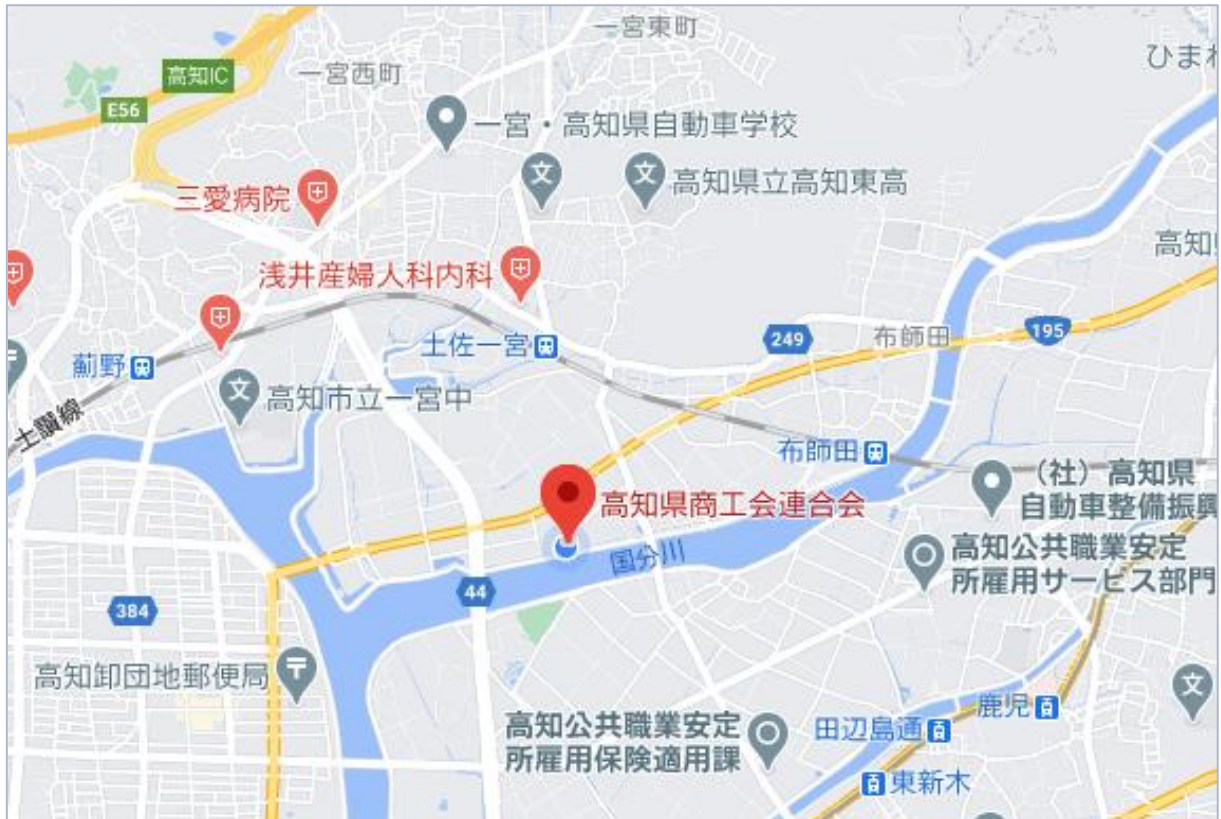 一宮東町
ひまわ
高知IC
一宮西町
E56
一宮・高知県自動車学校
文
文
高知県立高知東高
三愛病院
高知
浅井産婦人科内科
土佐一宮
249
布師田
195
薊野
文
高知市立一宮中
土讃線
布師田
高知県商工会連合会
(社)高知県
自動車整備振興
国分川
高知公共職業安定
所雇用サービス部門
44
384
高知卸団地郵便局
〒
〒
文
高知公共職業安定
所雇用保険適用課
鹿児
田辺島通
東新木